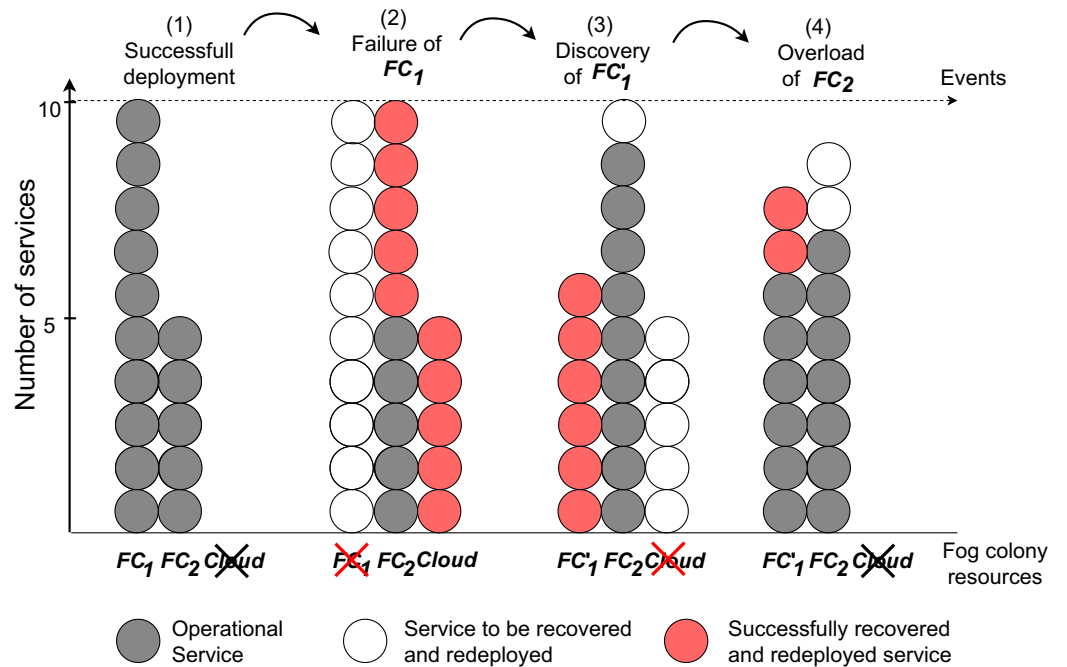 (1)
Successfull
deployment
(2)
Failure of
FC1
(3)
Discovery
of FC'1
(4)
Overload
of FC2
Events
10
5
Number of services
FC1 FC2 Cloud
FC1 FC2 Cloud
FC'1 FC2 Cloud
FC'1 FC2 Cloud
Fog colony
resources
Operational
Service
Service to be recovered
and redeployed
Successfully recovered
and redeployed service